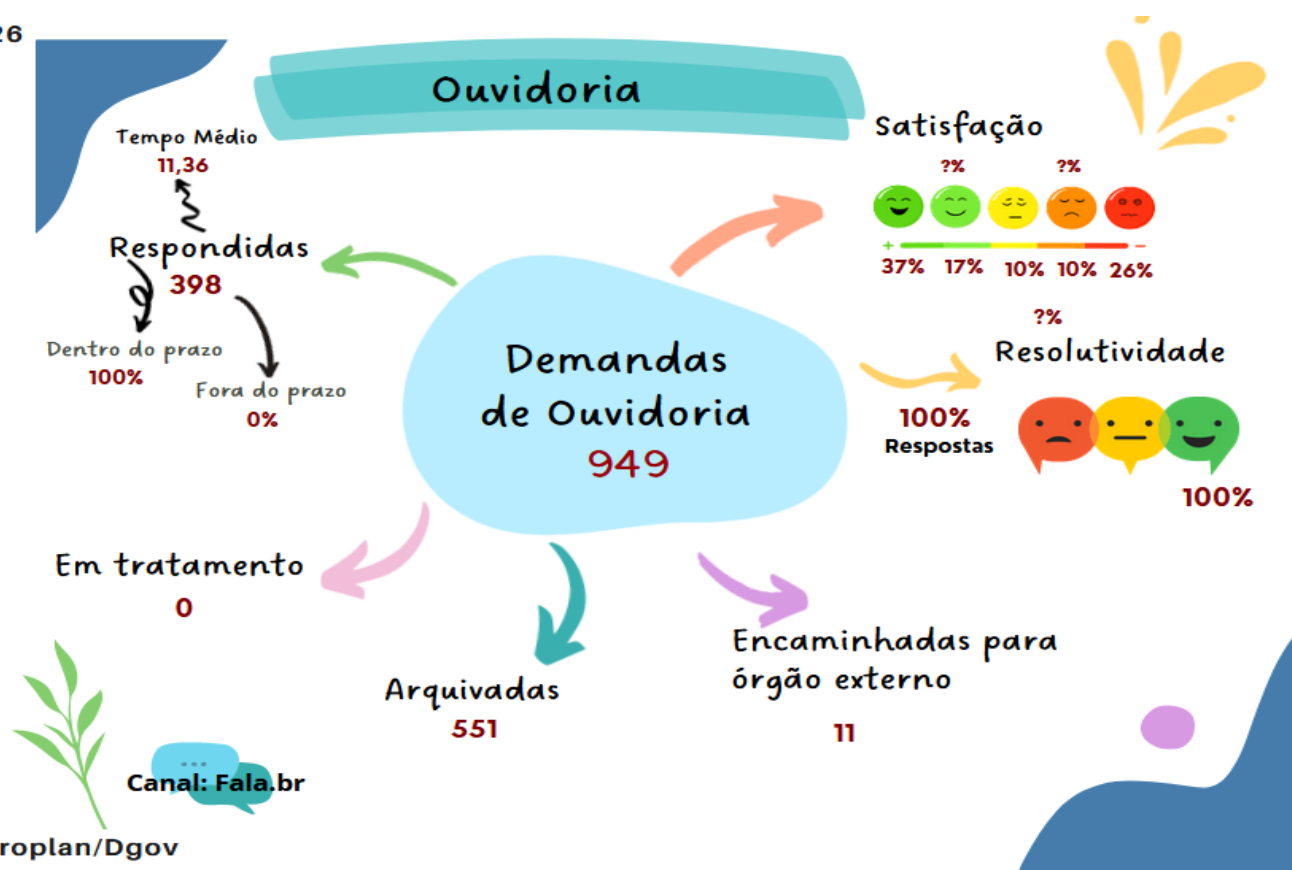 26
Ouvidoria
Tempo Médio
11,36
Respondidas
398
Dentro do prazo
100%
Fora do prazo
0%
Satisfação
?% ?%
+ −
37% 17% 10% 10% 26%
?%
Resolutividade
100%
Respostas
100%
Demandas
de Ouvidoria
949
Em tratamento
0
Arquivadas
551
Encaminhadas para
órgão externo
11
Canal: Fala.br
roplan/Dgov